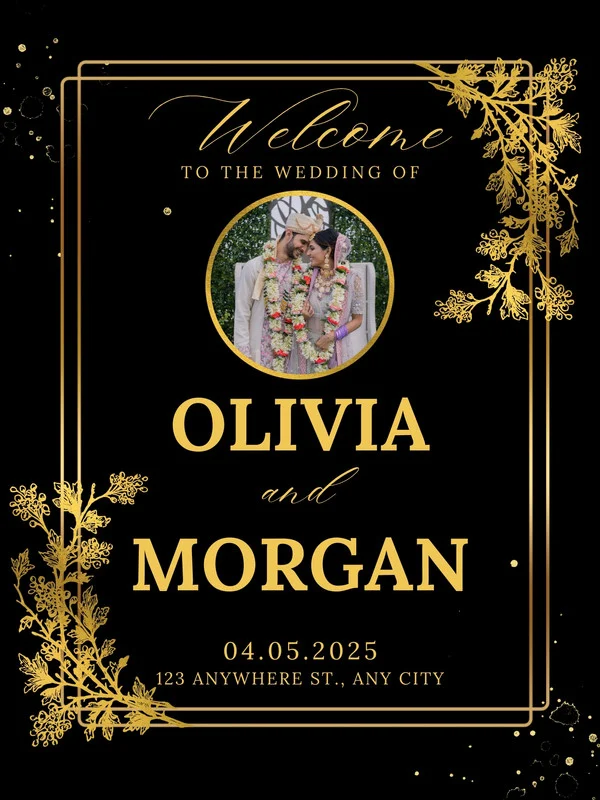 Welcome
TO THE WEDDING OF
OLIVIA
and
MORGAN
04.05.2025
123 ANYWHERE ST., ANY CITY